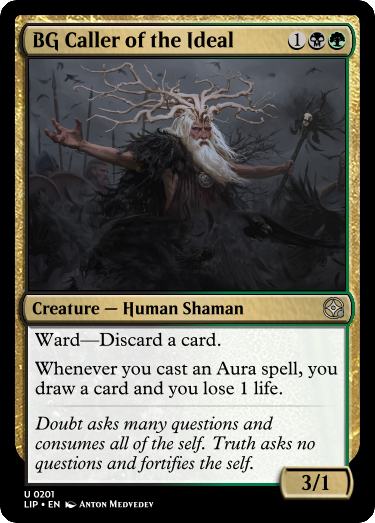 BG Caller of the Ideal 1
Creature — Human Shaman
Ward—Discard a card.
Whenever you cast an Aura spell, you
draw a card and you lose 1 life.
Doubt asks many questions and
consumes all of the self. Truth asks no
questions and fortifies the self.
3/1
U 0201
LIP • EN Anton Medvedev